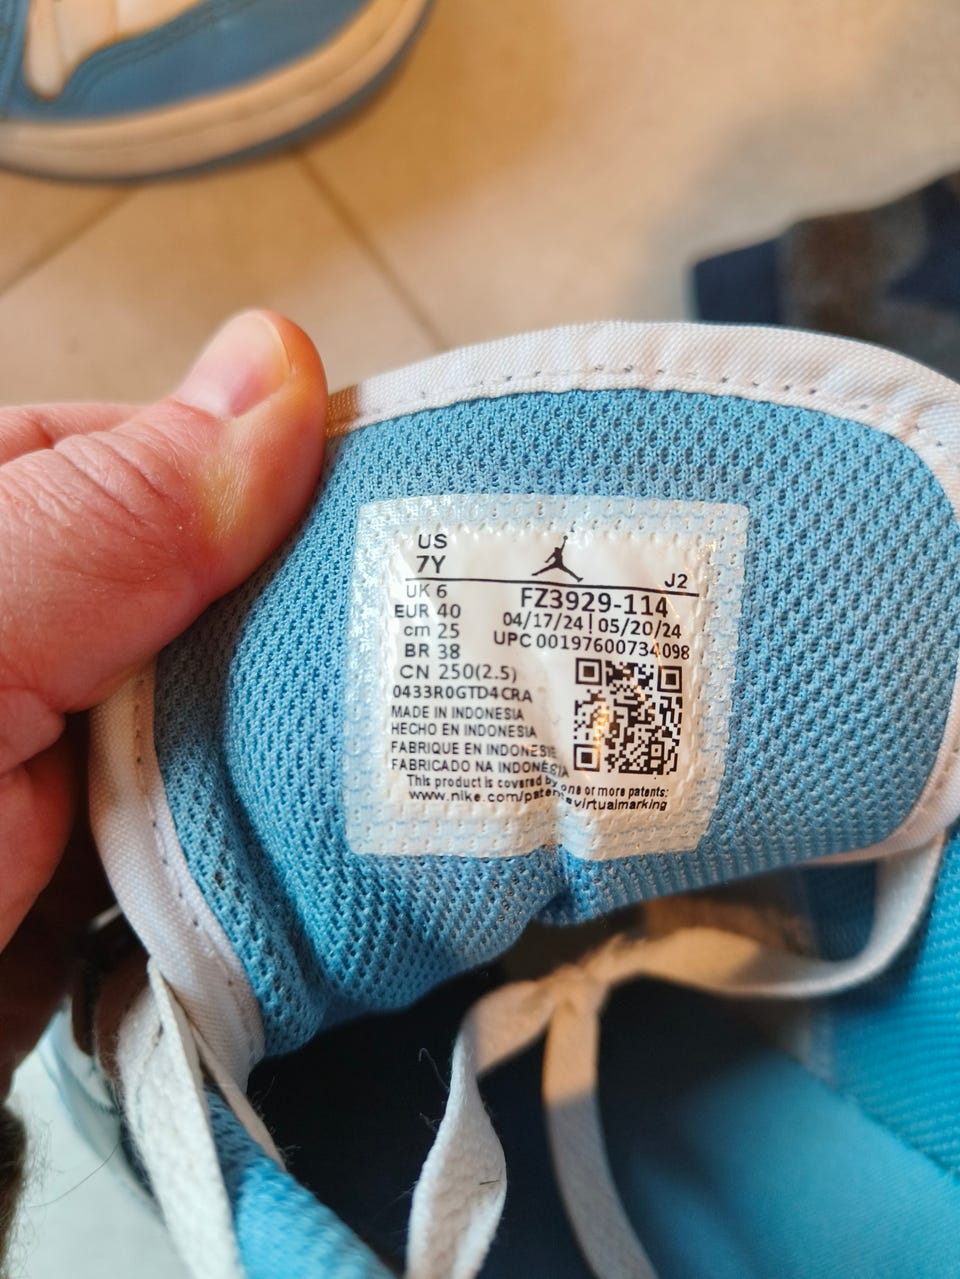 US
7Y
J2
UK 6
EUR 40
cm 25
BR 38
CN 250(2.5)
FZ3929-114
04/17/24 | 05/20/24
UPC 00197600734098
0433R0GTD4CRA
MADE IN INDONESIA
HECHO EN INDONESIA
FABRIQUE EN INDONESIE
FABRICADO NA INDONÉSIA
This product is covered by one or more patents:
www.nike.com/patentsvirtualmarking